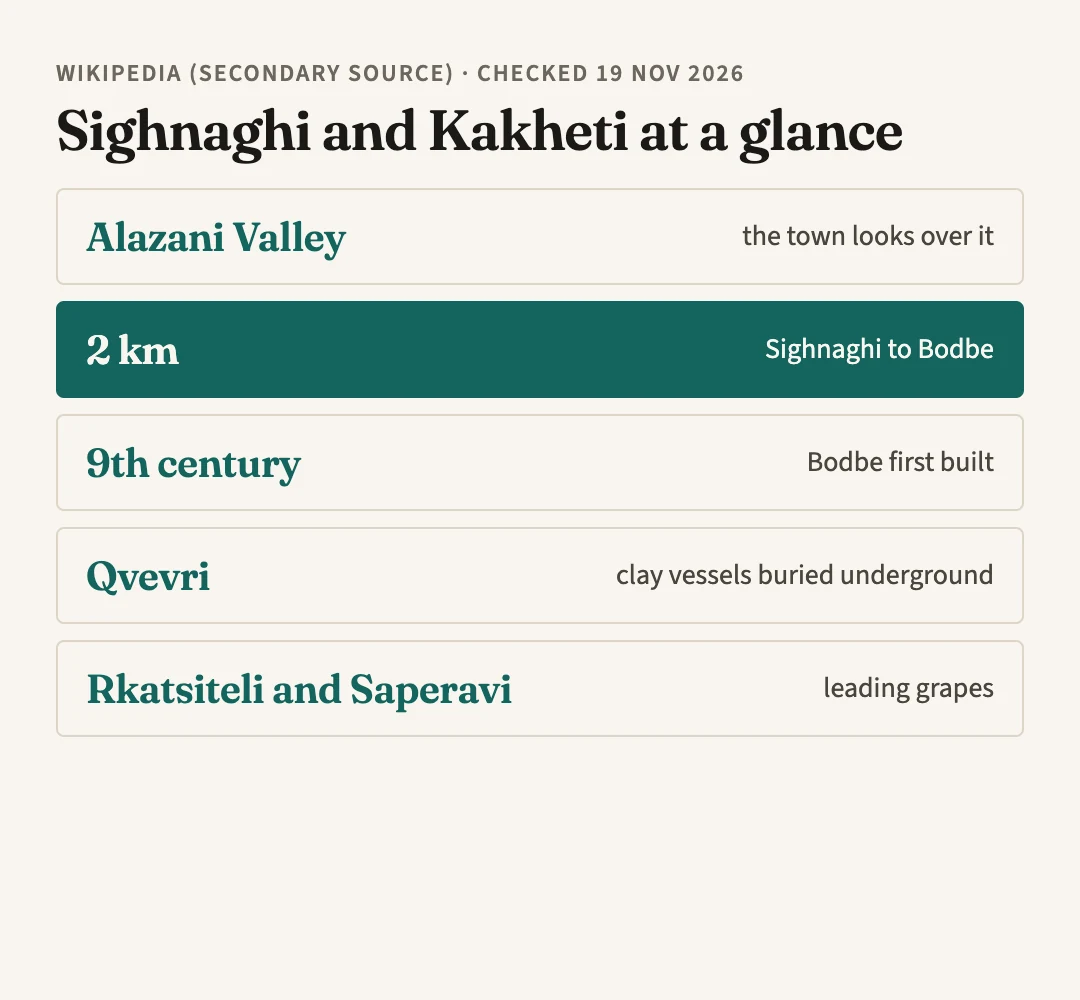 WIKIPEDIA (SECONDARY SOURCE) · CHECKED 19 NOV 2026
Sighnaghi and Kakheti at a glance
Alazani Valley the town looks over it
2 km Sighnaghi to Bodbe
9th century Bodbe first built
Qvevri clay vessels buried underground
Rkatsiteli and Saperavi leading grapes